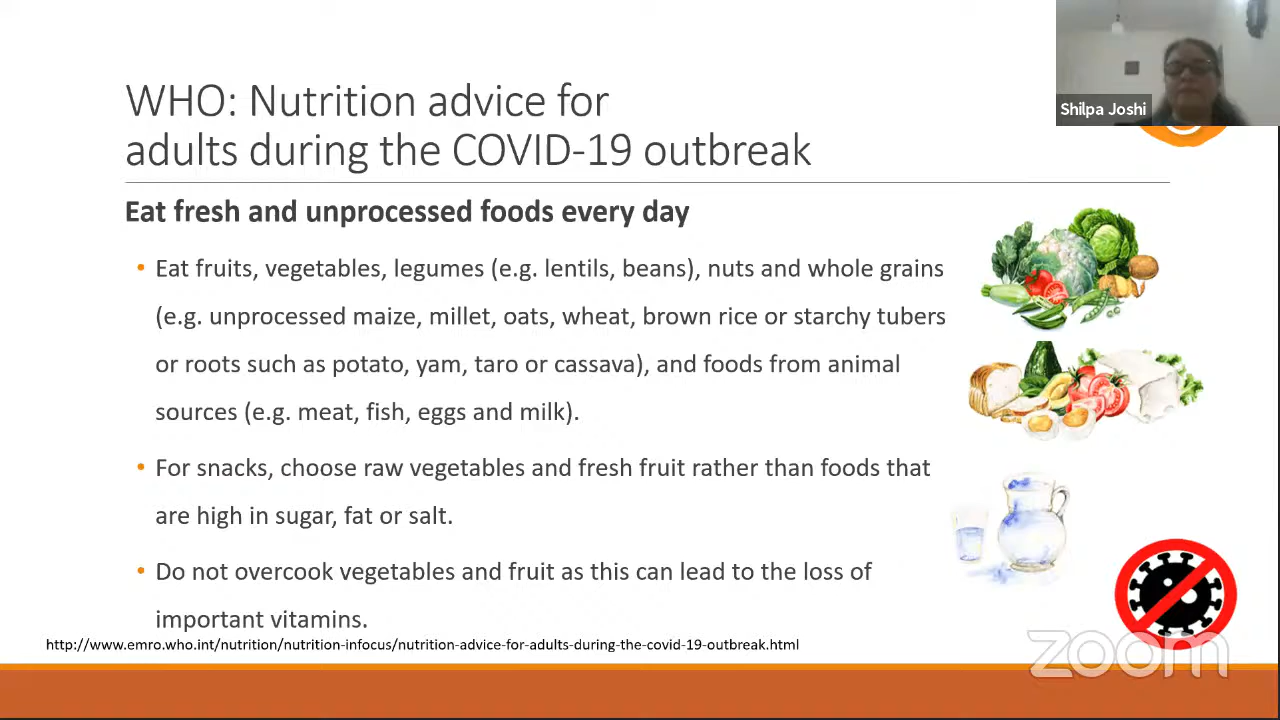 WHO: Nutrition advice for
adults during the COVID-19 outbreak
Shilpa Joshi
Eat fresh and unprocessed foods every day
• Eat fruits, vegetables, legumes (e.g. lentils, beans), nuts and whole grains
(e.g. unprocessed maize, millet, oats, wheat, brown rice or starchy tubers
or roots such as potato, yam, taro or cassava), and foods from animal
sources (e.g. meat, fish, eggs and milk).
• For snacks, choose raw vegetables and fresh fruit rather than foods that
are high in sugar, fat or salt.
• Do not overcook vegetables and fruit as this can lead to the loss of
important vitamins.
http://www.emro.who.int/nutrition/nutrition-infocus/nutrition-advice-for-adults-during-the-covid-19-outbreak.html
zoom